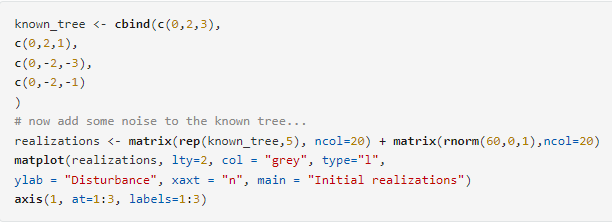 known_tree <- cbind(c(0,2,3),
c(0,2,1),
c(0,-2,-3),
c(0,-2,-1)
)
# now add some noise to the known tree...
realizations <- matrix(rep(known_tree,5), ncol=20) + matrix(rnorm(60,0,1),ncol=20)
matplot(realizations, lty=2, col = "grey", type="l",
ylab = "Disturbance", xaxt = "n", main = "Initial realizations")
axis(1, at=1:3, labels=1:3)